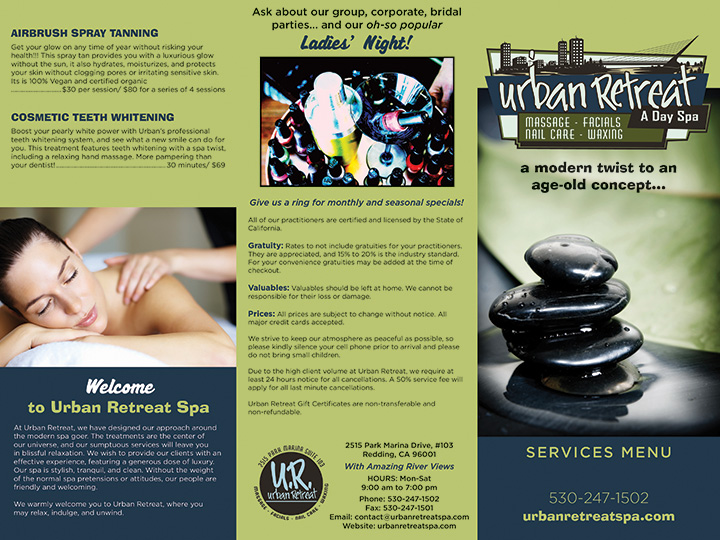 AIRBRUSH SPRAY TANNING
Get your glow on any time of year without risking your
health!!! This spray tan provides you with a luxurious glow
without the sun, it also hydrates, moisturizes, and protects
your skin without clogging pores or irritating sensitive skin.
Its is 100% Vegan and certified organic
.........................$30 per session/ $80 for a series of 4 sessions
COSMETIC TEETH WHITENING
Boost your pearly white power with Urban's professional
teeth whitening system, and see what a new smile can do for
you. This treatment features teeth whitening with a spa twist,
including a relaxing hand massage. More pampering than
your dentist!.....................................................30 minutes/ $69
Welcome
to Urban Retreat Spa
At Urban Retreat, we have designed our approach around
the modern spa goer. The treatments are the center of
our universe, and our sumptuous services will leave you
in blissful relaxation. We wish to provide our clients with an
effective experience, featuring a generous dose of luxury.
Our spa is stylish, tranquil, and clean. Without the weight
of the normal spa pretensions or attitudes, our people are
friendly and welcoming.
We warmly welcome you to Urban Retreat, where you
may relax, indulge, and unwind.
Ask about our group, corporate, bridal
parties... and our oh-so popular
Ladies' Night!
Give us a ring for monthly and seasonal specials!
All of our practitioners are certified and licensed by the State of
California.
Gratuity: Rates to not include gratuities for your practitioners.
They are appreciated, and 15% to 20% is the industry standard.
For your convenience gratuities may be added at the time of
checkout.
Valuables: Valuables should be left at home. We cannot be
responsible for their loss or damage.
Prices: All prices are subject to change without notice. All
major credit cards accepted.
We strive to keep our atmosphere as peaceful as possible, so
please kindly silence your cell phone prior to arrival and please
do not bring small children.
Due to the high client volume at Urban Retreat, we require at
least 24 hours notice for all cancellations. A 50% service fee will
apply for all last minute cancellations.
Urban Retreat Gift Certificates are non-transferable and
non-refundable.
2515 PARK MARINA SUITE 103
U.R.
urban retreat
MASSAGE - FACIALS - NAIL CARE - WAXING
2515 Park Marina Drive, #103
Redding, CA 96001
With Amazing River Views
HOURS: Mon-Sat
9:00 am to 7:00 pm
Phone: 530-247-1502
Fax: 530-247-1501
Email: contact@urbanretreatspa.com
Website: urbanretreatspa.com
urban Retreat
A Day Spa
MASSAGE - FACIALS
NAIL CARE - WAXING
a modern twist to an
age-old concept...
SERVICES MENU
530-247-1502
urbanretreatspa.com